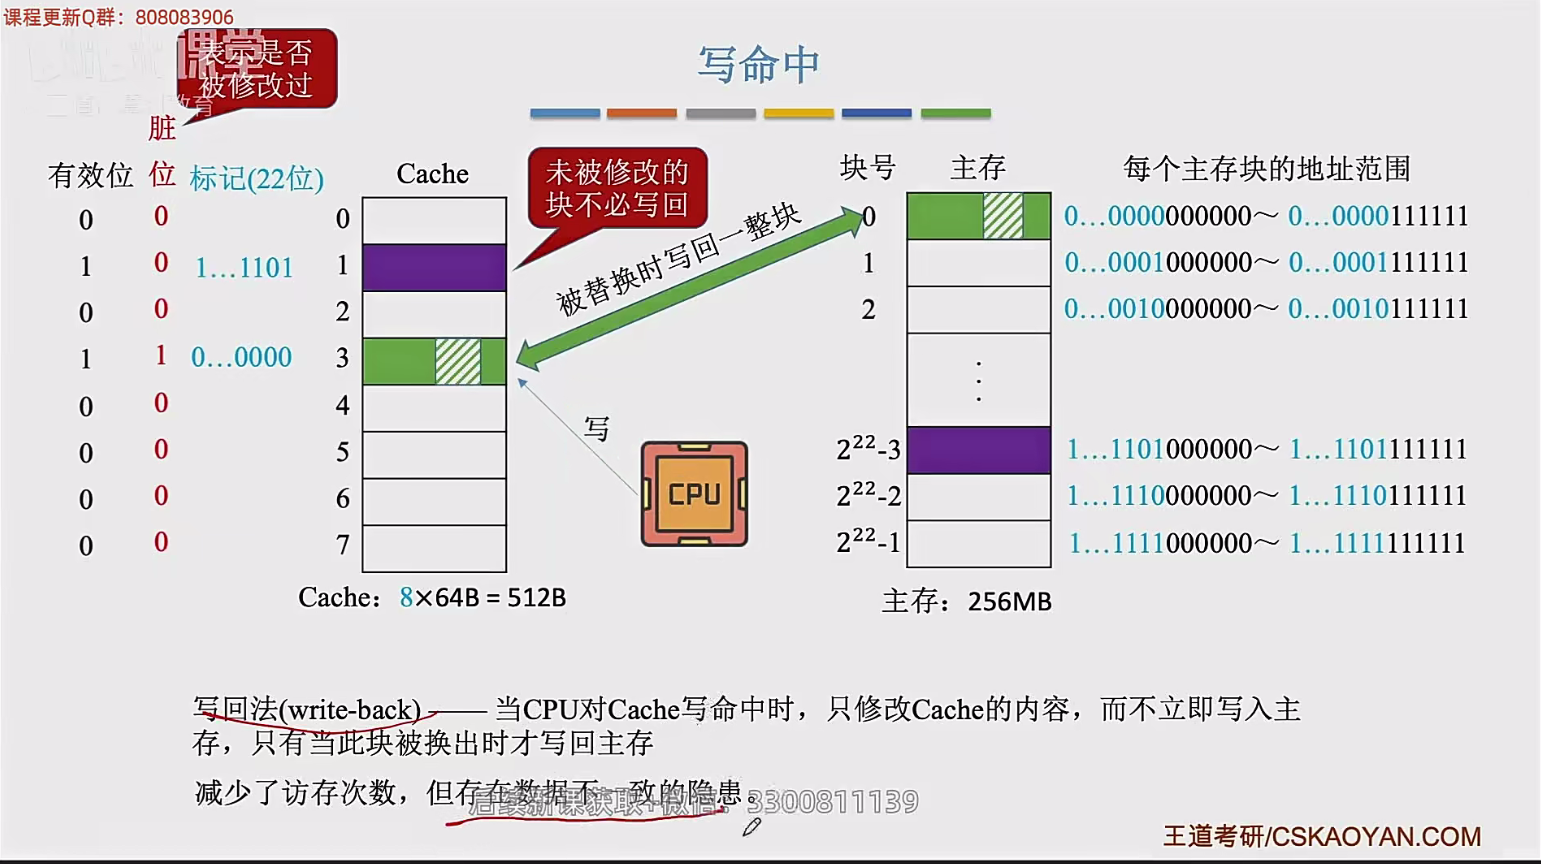 课程更新Q群：808083906
表示是否
被修改过
写命中
脏
位
有效位
标记(22位)
Cache
未被修改的
块不必写回
块号
主存
每个主存块的地址范围
0 0 0
1 0 1…1101 1
0 0 2
1 1 0…0000 3
0 0 4
0 0 5
0 0 6
0 0 7
被替换时写回一整块
写
CPU
0 0…0000000000～ 0…0000111111
1 0…0001000000～ 0…0001111111
2 0…0010000000～ 0…0010111111
⋮
2²²-3 1…1101000000～ 1…1101111111
2²²-2 1…1110000000～ 1…1110111111
2²²-1 1…1111000000～ 1…1111111111
Cache：8×64B = 512B
主存：256MB
写回法(write-back) —— 当CPU对Cache写命中时，只修改Cache的内容，而不立即写入主
存，只有当此块被换出时才写回主存
减少了访存次数，但存在数据不一致的隐患。
后续新课获取+微信：3300811139
王道考研/CSKAOYAN.COM